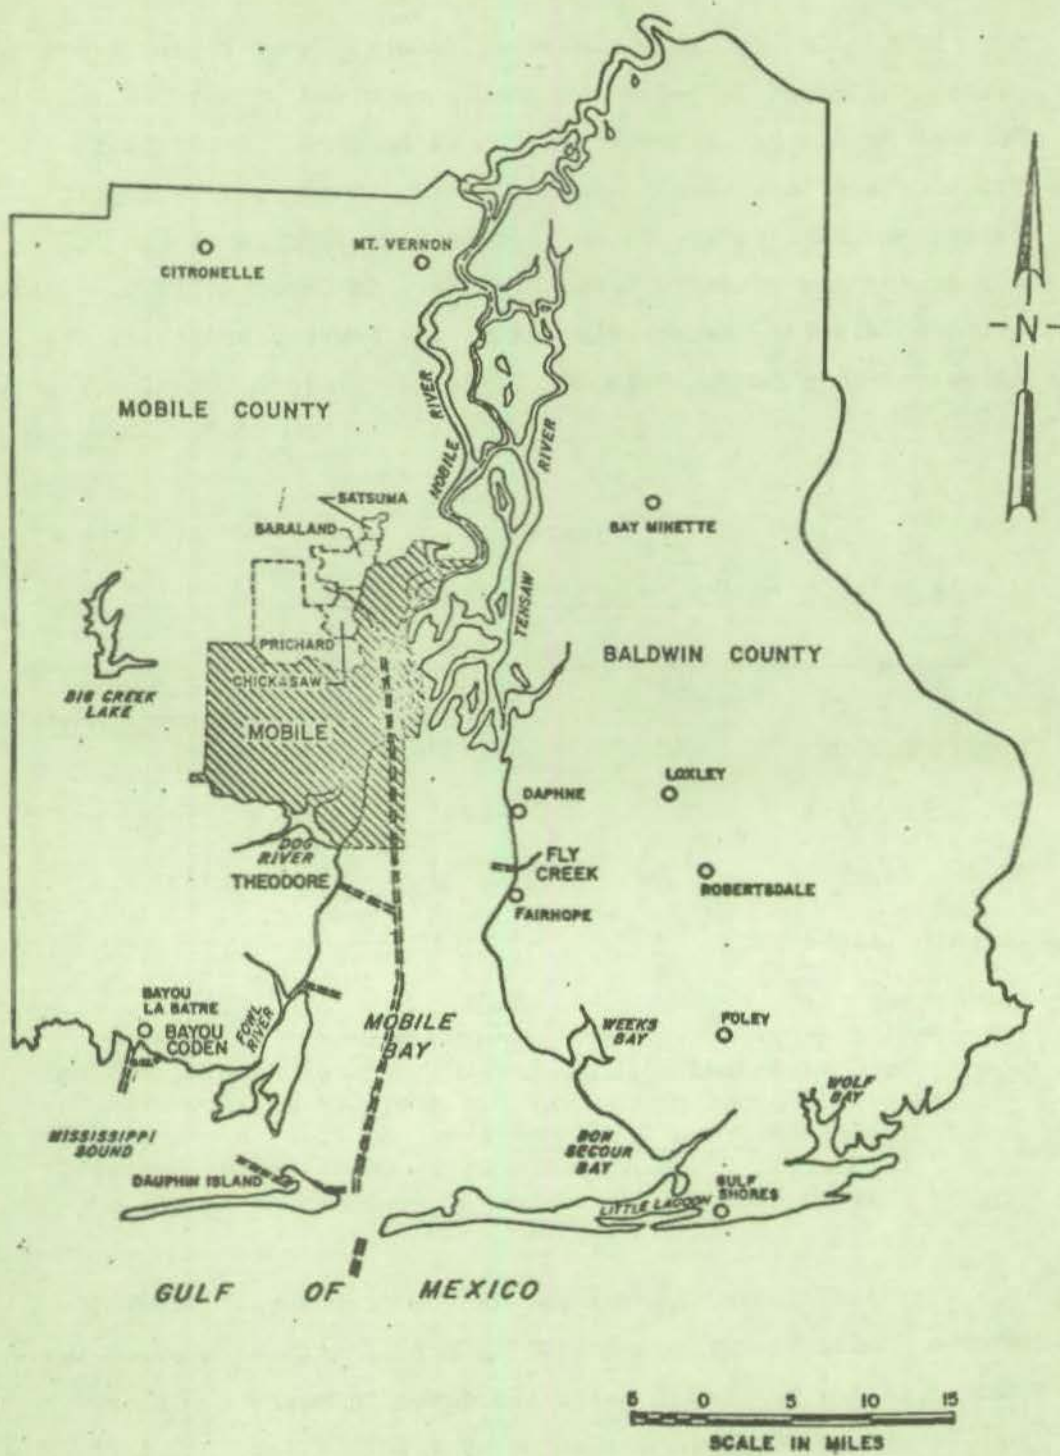 CITRONELLE
MT. VERNON
-N-
MOBILE COUNTY
RIVER
MOBILE
RIVER
SATSUMA
SARALAND
BAY MINETTE
TENSAW
PRICHARD
BALDWIN COUNTY
CHICKASAW
BIG CREEK
LAKE
MOBILE
LOXLEY
DAPHNE
DOG
RIVER
FLY
CREEK
THEODORE
ROBERTSDALE
FAIRHOPE
BAYOU
LA BATRE
BAYOU
CODEN
FOWL
RIVER
MOBILE
BAY
WEEKS
BAY
FOLEY
WOLF
BAY
MISSISSIPPI
SOUND
BON
SECOUR
BAY
DAUPHIN ISLAND
GULF
SHORES
LITTLE LAGOON
GULF OF MEXICO
5 0 5 10 15
SCALE IN MILES